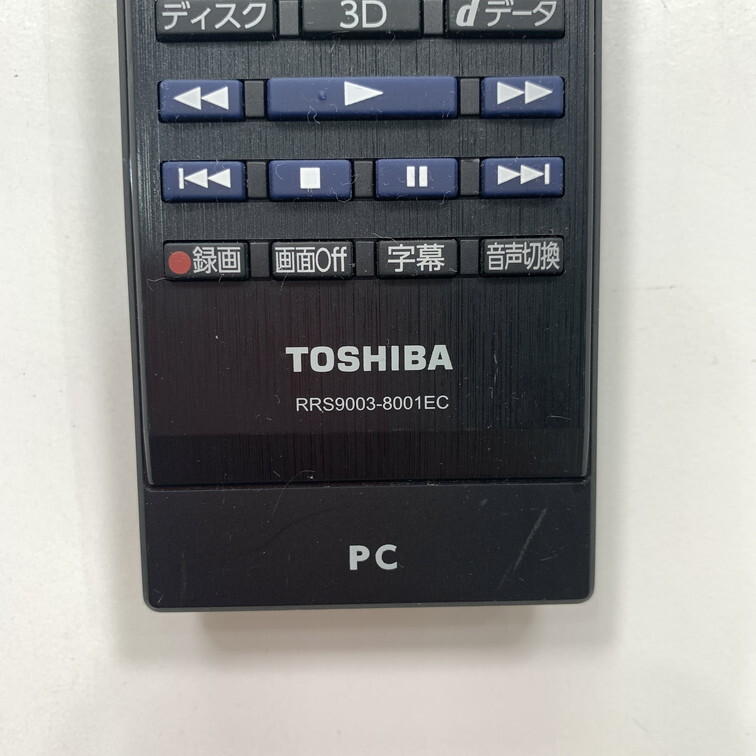 ディスク 3D dデータ
録画 画面Off 字幕 音声切換
TOSHIBA
RRS9003-8001EC
PC